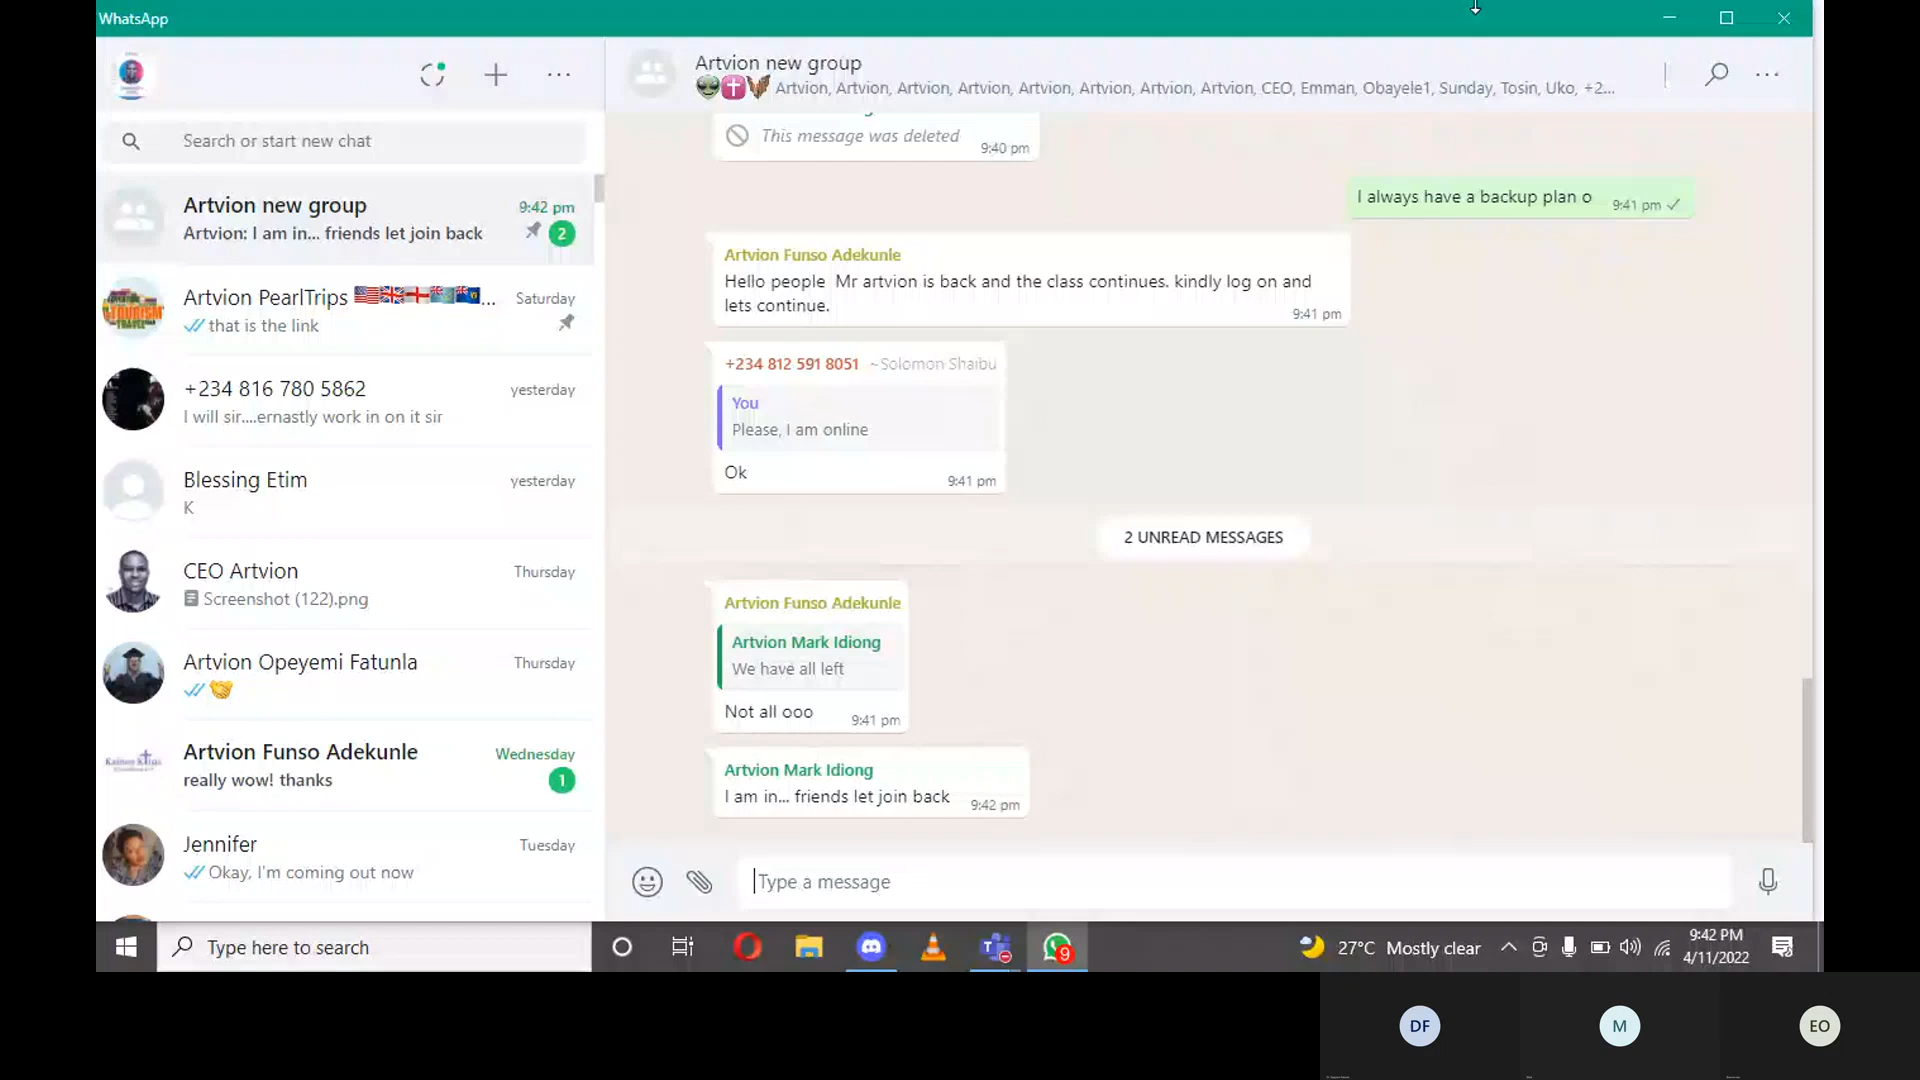 WhatsApp
Search or start new chat
Artvion new group
9:42 pm
Artvion: I am in... friends let join back
2
Artvion PearlTrips 🇺🇸🇬🇧...
Saturday
that is the link
+234 816 780 5862
yesterday
I will sir....ernastly work in on it sir
Blessing Etim
yesterday
K
CEO Artvion
Thursday
Screenshot (122).png
Artvion Opeyemi Fatunla
Thursday
🤝
Artvion Funso Adekunle
Wednesday
really wow! thanks
1
Jennifer
Tuesday
Okay, I'm coming out now
Artvion new group
Artvion, Artvion, Artvion, Artvion, Artvion, Artvion, Artvion, Artvion, CEO, Emman, Obayele1, Sunday, Tosin, Uko, +2...
This message was deleted
9:40 pm
I always have a backup plan o
9:41 pm
Artvion Funso Adekunle
Hello people Mr artvion is back and the class continues. kindly log on and
lets continue.
9:41 pm
+234 812 591 8051 ~Solomon Shaibu
You
Please, I am online
Ok
9:41 pm
2 UNREAD MESSAGES
Artvion Funso Adekunle
Artvion Mark Idiong
We have all left
Not all ooo
9:41 pm
Artvion Mark Idiong
I am in... friends let join back
9:42 pm
Type a message
Type here to search
9
27°C Mostly clear
9:42 PM
4/11/2022
DF
M
EO